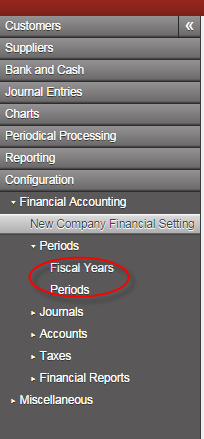 Customers «
Suppliers
Bank and Cash
Journal Entries
Charts
Periodical Processing
Reporting
Configuration
Financial Accounting
New Company Financial Setting
Periods
Fiscal Years
Periods
Journals
Accounts
Taxes
Financial Reports
Miscellaneous